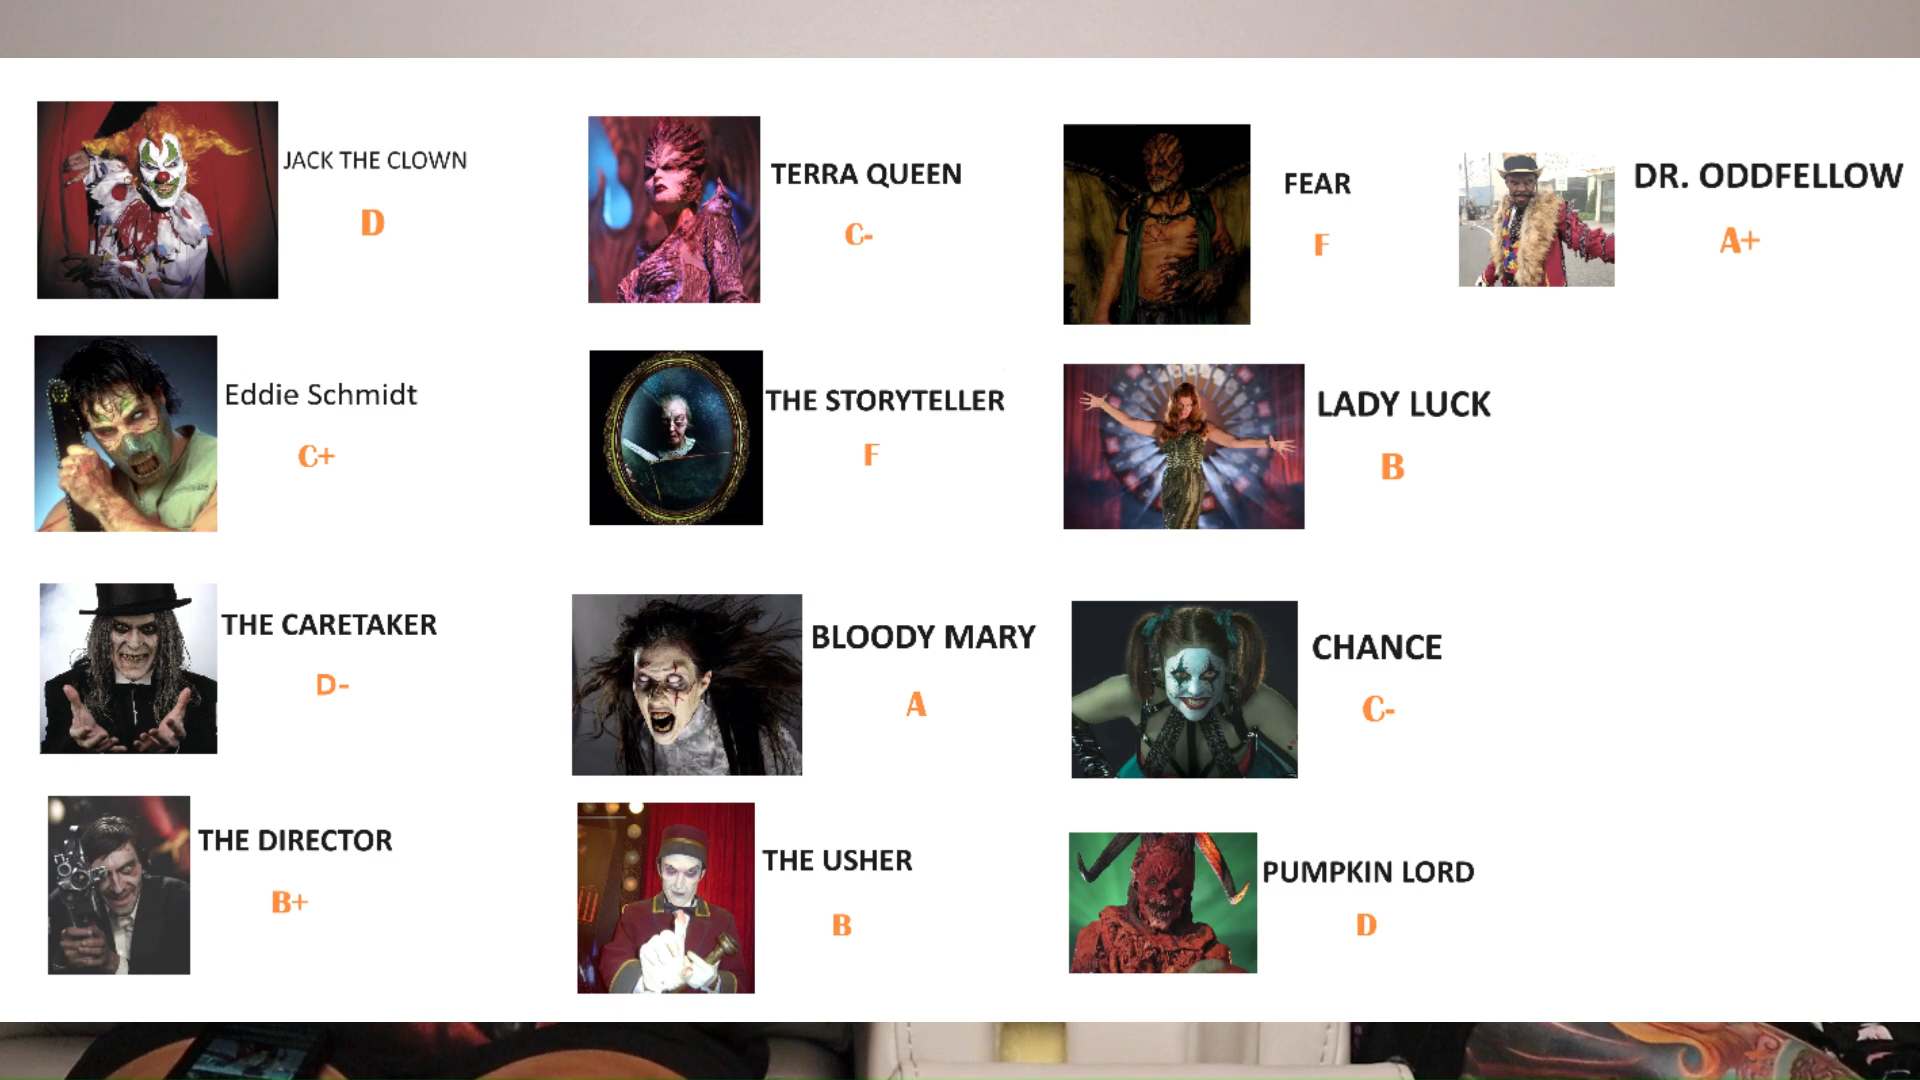 JACK THE CLOWN
D
TERRA QUEEN
C-
FEAR
F
DR. ODDFELLOW
A+
Eddie Schmidt
C+
THE STORYTELLER
F
LADY LUCK
B
THE CARETAKER
D-
BLOODY MARY
A
CHANCE
C-
THE DIRECTOR
B+
THE USHER
B
PUMPKIN LORD
D